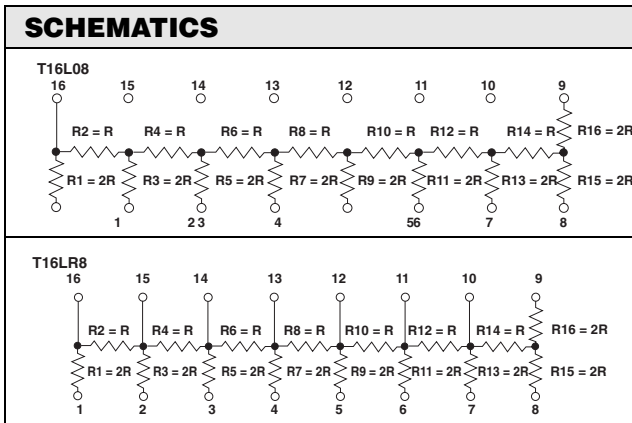 SCHEMATICS
T16L08
16 15 14 13 12 11 10 9
R2 = R R4 = R R6 = R R8 = R R10 = R R12 = R R14 = R R16 = 2R
R1 = 2R R3 = 2R R5 = 2R R7 = 2R R9 = 2R R11 = 2R R13 = 2R R15 = 2R
1 2 3 4 56 7 8
T16LR8
16 15 14 13 12 11 10 9
R2 = R R4 = R R6 = R R8 = R R10 = R R12 = R R14 = R R16 = 2R
R1 = 2R R3 = 2R R5 = 2R R7 = 2R R9 = 2R R11 = 2R R13 = 2R R15 = 2R
1 2 3 4 5 6 7 8